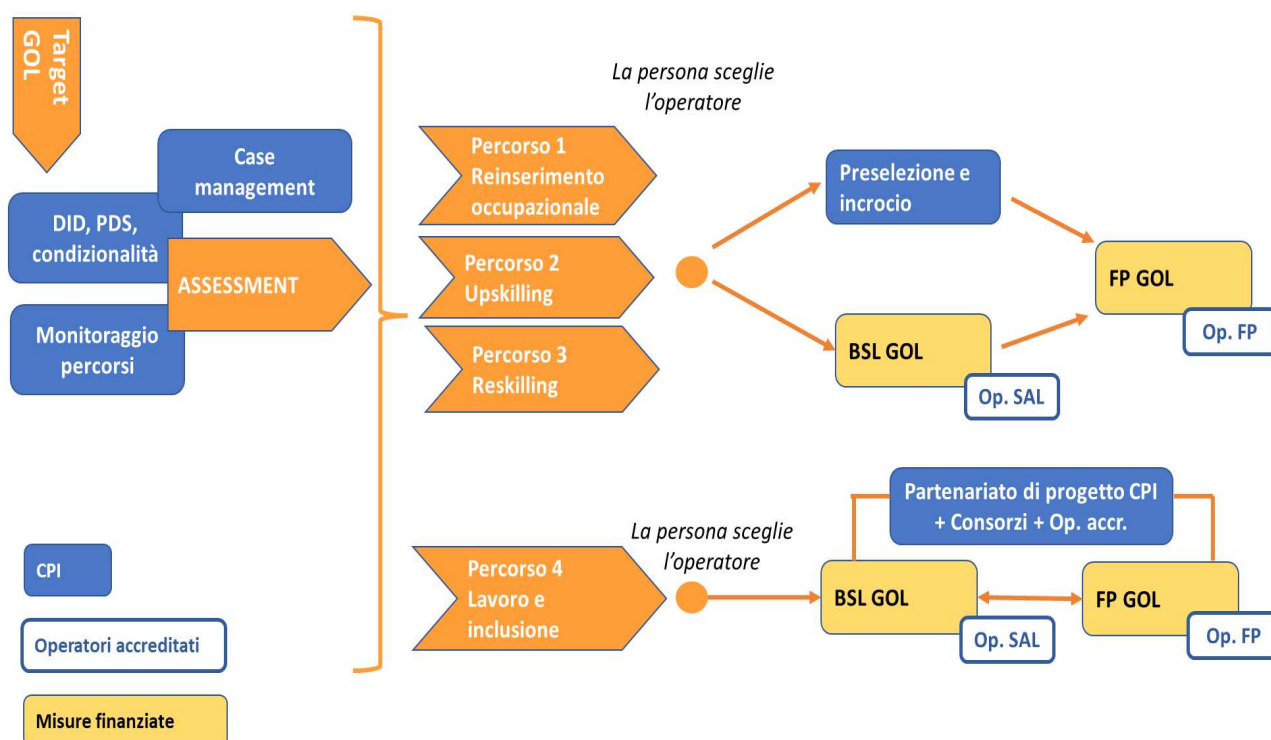 Target
GOL
Case
management
DID, PDS,
condizionalità
ASSESSMENT
Monitoraggio
percorsi
La persona sceglie
l'operatore
Percorso 1
Reinserimento
occupazionale
Percorso 2
Upskilling
Percorso 3
Reskilling
Preselezione e
incrocio
BSL GOL
Op. SAL
FP GOL
Op. FP
Percorso 4
Lavoro e
inclusione
La persona sceglie
l'operatore
Partenariato di progetto CPI
+ Consorzi + Op. accr.
BSL GOL
Op. SAL
FP GOL
Op. FP
CPI
Operatori accreditati
Misure finanziate